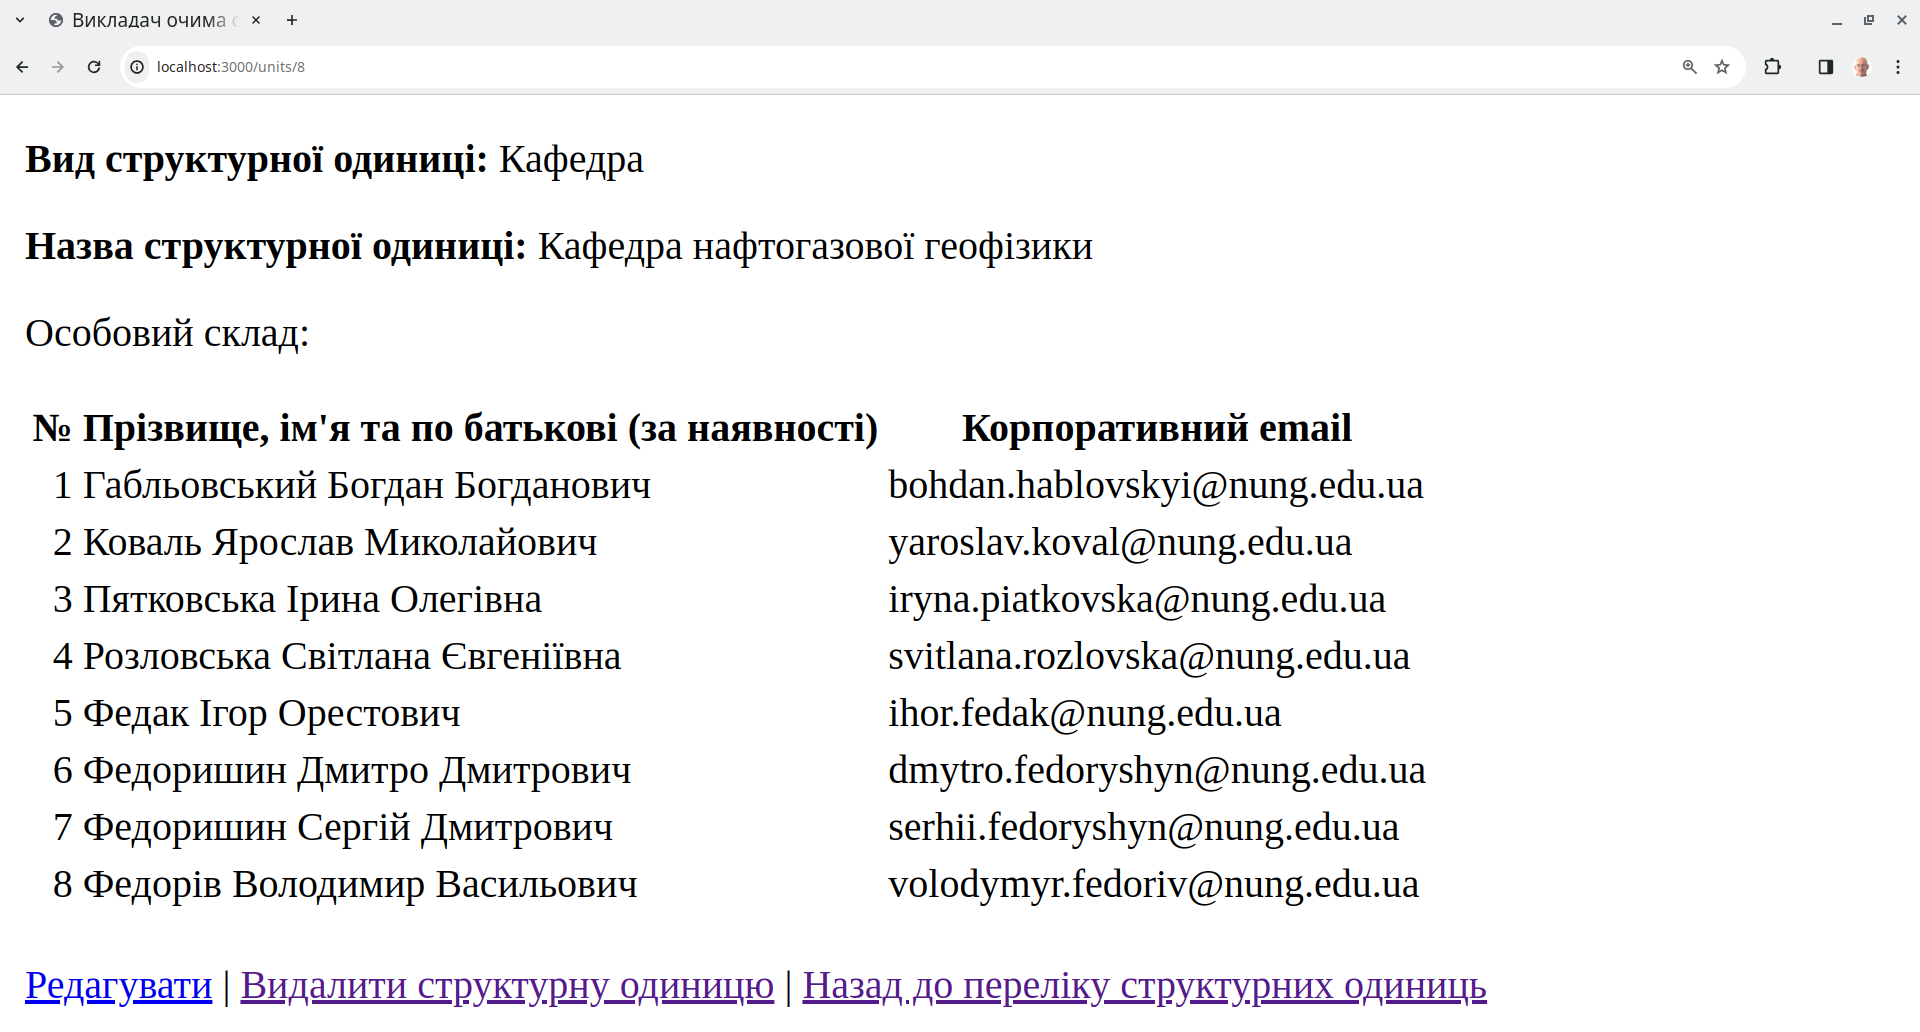 Викладач очима
localhost:3000/units/8
Вид структурної одиниці: Кафедра
Назва структурної одиниці: Кафедра нафтогазової геофізики
Особовий склад:
№ Прізвище, ім'я та по батькові (за наявності) Корпоративний email
1 Габльовський Богдан Богданович bohdan.hablovskyi@nung.edu.ua
2 Коваль Ярослав Миколайович yaroslav.koval@nung.edu.ua
3 Пятковська Ірина Олегівна iryna.piatkovska@nung.edu.ua
4 Розловська Світлана Євгеніївна svitlana.rozlovska@nung.edu.ua
5 Федак Ігор Орестович ihor.fedak@nung.edu.ua
6 Федоришин Дмитро Дмитрович dmytro.fedoryshyn@nung.edu.ua
7 Федоришин Сергій Дмитрович serhii.fedoryshyn@nung.edu.ua
8 Федорів Володимир Васильович volodymyr.fedoriv@nung.edu.ua
Редагувати | Видалити структурну одиницю | Назад до переліку структурних одиниць